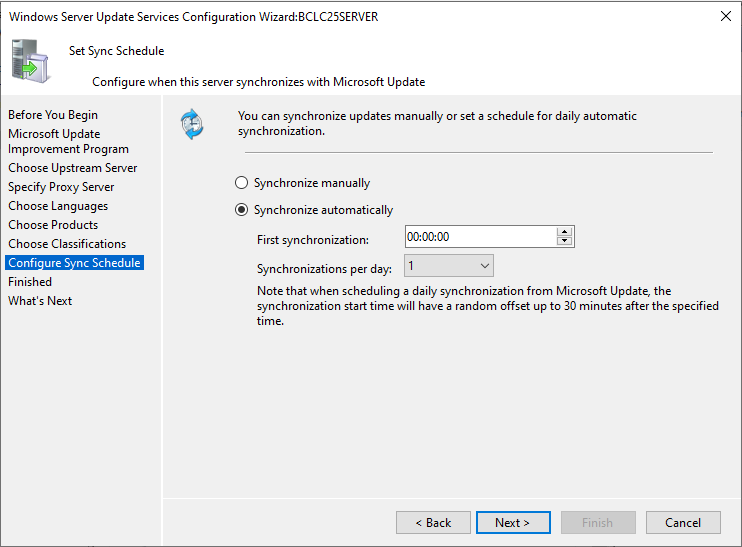 Windows Server Update Services Configuration Wizard:BCLC25SERVER
Set Sync Schedule
Configure when this server synchronizes with Microsoft Update
Before You Begin
Microsoft Update
Improvement Program
Choose Upstream Server
Specify Proxy Server
Choose Languages
Choose Products
Choose Classifications
Configure Sync Schedule
Finished
What's Next
You can synchronize updates manually or set a schedule for daily automatic
synchronization.
Synchronize manually
Synchronize automatically
First synchronization: 00:00:00
Synchronizations per day: 1
Note that when scheduling a daily synchronization from Microsoft Update, the
synchronization start time will have a random offset up to 30 minutes after the specified
time.
< Back Next > Finish Cancel